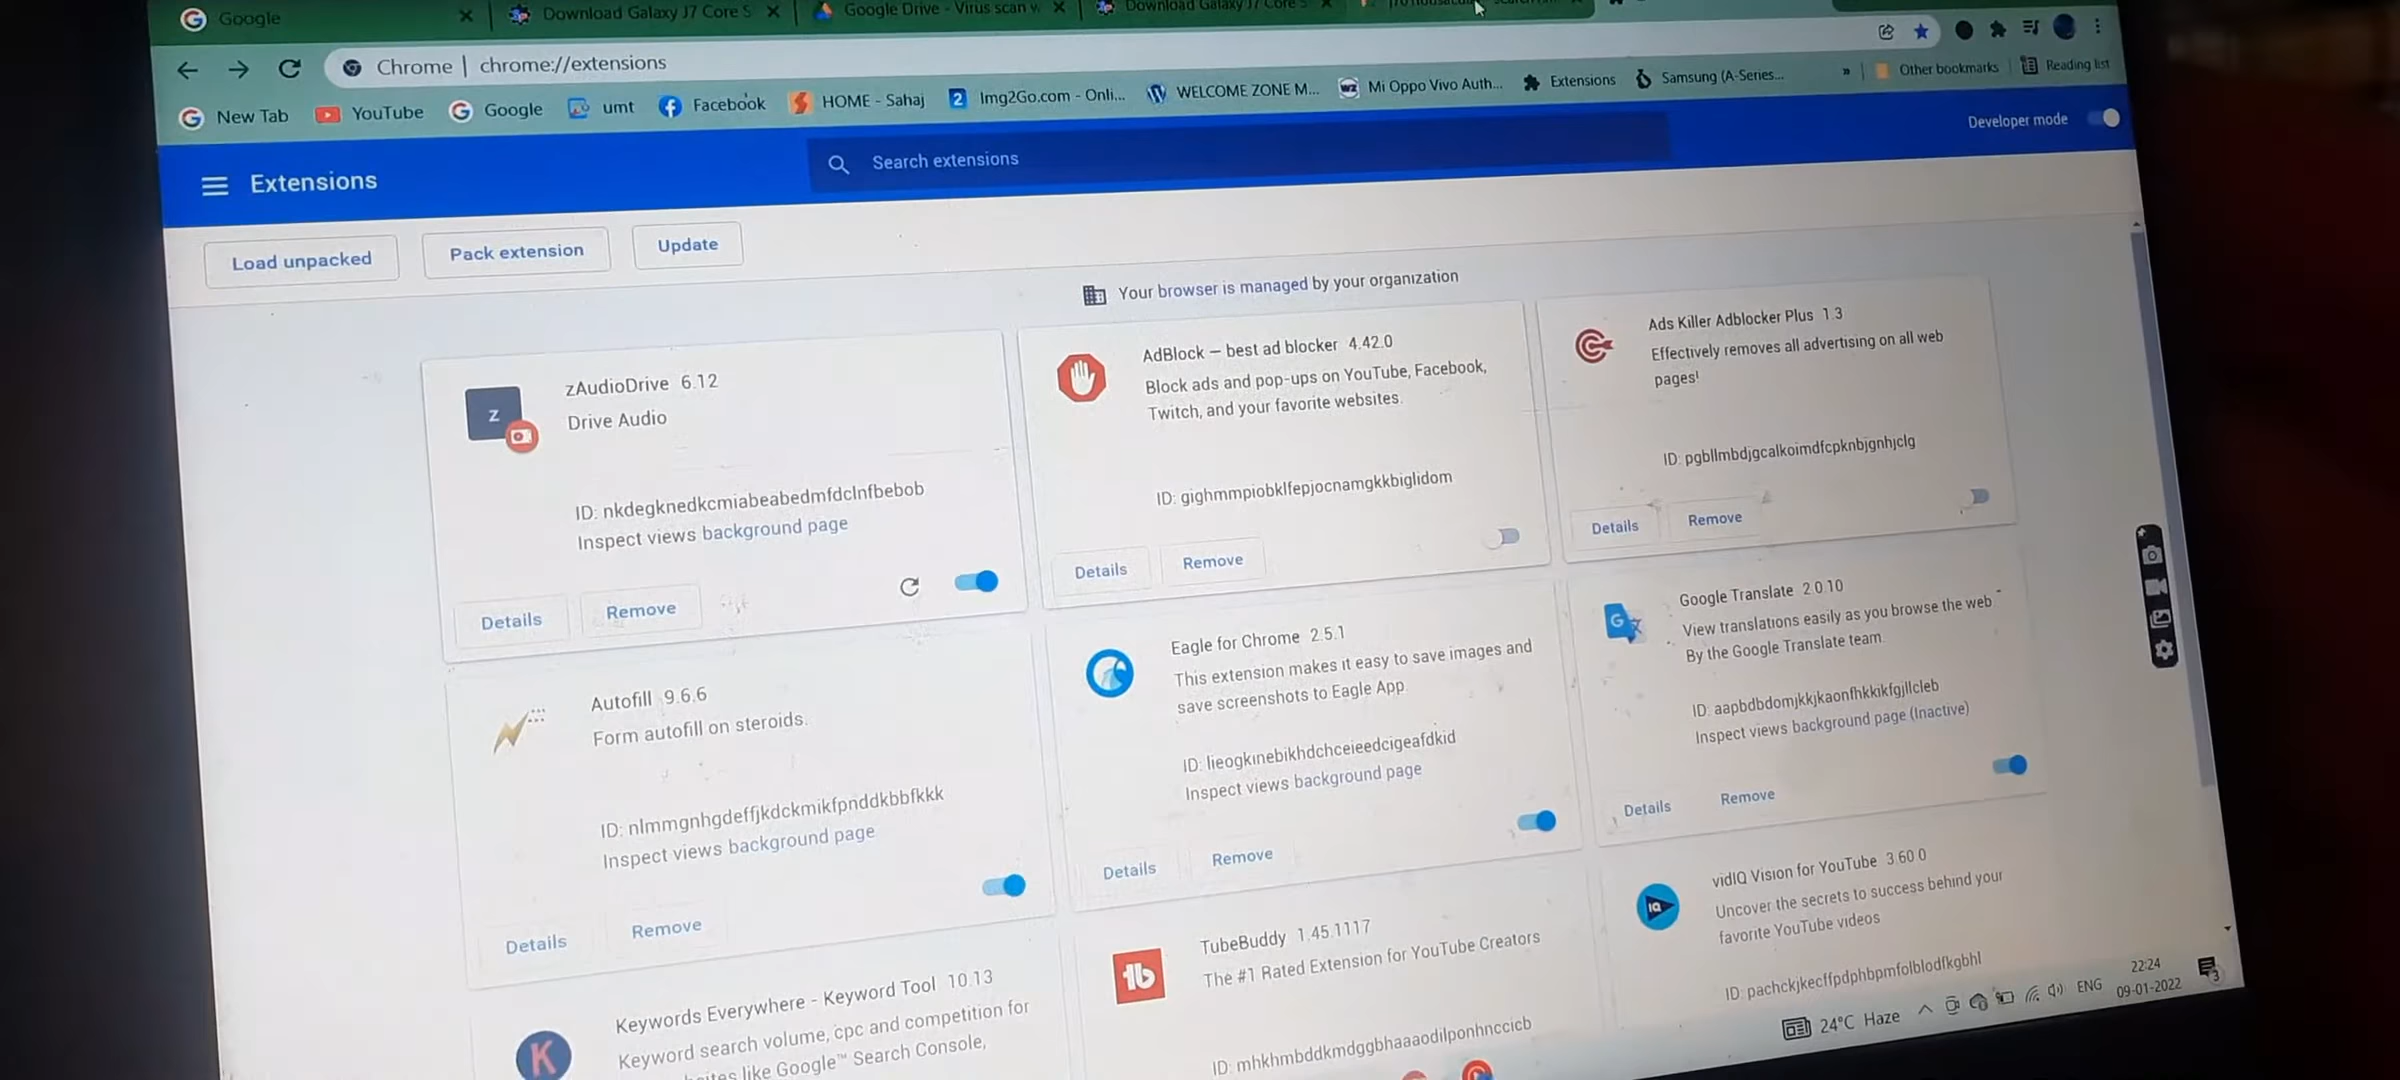 Google
Download Galaxy J7 Core S
Google Drive - Virus scan w
Download Galaxy J7 Core S
Chrome | chrome://extensions
New Tab
YouTube
Google
umt
Facebook
HOME - Sahaj
Img2Go.com - Onli...
WELCOME ZONE M...
Mi Oppo Vivo Auth...
Extensions
Samsung (A-Series...
»
Other bookmarks
Reading list
Extensions
Search extensions
Developer mode
Load unpacked
Pack extension
Update
Your browser is managed by your organization
zAudioDrive 6.12
Drive Audio
ID: nkdegknedkcmiabeabedmfdclnfbebob
Inspect views background page
Details
Remove
AdBlock — best ad blocker 4.42.0
Block ads and pop-ups on YouTube, Facebook,
Twitch, and your favorite websites.
ID: gighmmpiobklfepjocnamgkkbiglidom
Details
Remove
Ads Killer Adblocker Plus 1.3
Effectively removes all advertising on all web
pages!
ID: pgbllmbdjgcalkoimdfcpknbjgnhjclg
Details
Remove
Autofill 9.6.6
Form autofill on steroids.
ID: nlmmgnhgdeffjkdckmikfpnddkbbfkkk
Inspect views background page
Details
Remove
Eagle for Chrome 2.5.1
This extension makes it easy to save images and
save screenshots to Eagle App
ID: lieogkinebikhdchceieedcigeafdkid
Inspect views background page
Details
Remove
Google Translate 2.0.10
View translations easily as you browse the web.
By the Google Translate team.
ID: aapbdbdomjkkjkaonfhkkikfgjllcleb
Inspect views background page (Inactive)
Details
Remove
Keywords Everywhere - Keyword Tool 10.13
Keyword search volume, cpc and competition for
like Google™ Search Console,
TubeBuddy 1.45.1117
The #1 Rated Extension for YouTube Creators
ID: mhkhmbddkmdggbhaaaodilponhnccicb
vidIQ Vision for YouTube 3.60.0
Uncover the secrets to success behind your
favorite YouTube videos
ID: pachckjkecffpdphbpmfolblodfkgbhl
24°C Haze
ENG
22:24
09-01-2022
3